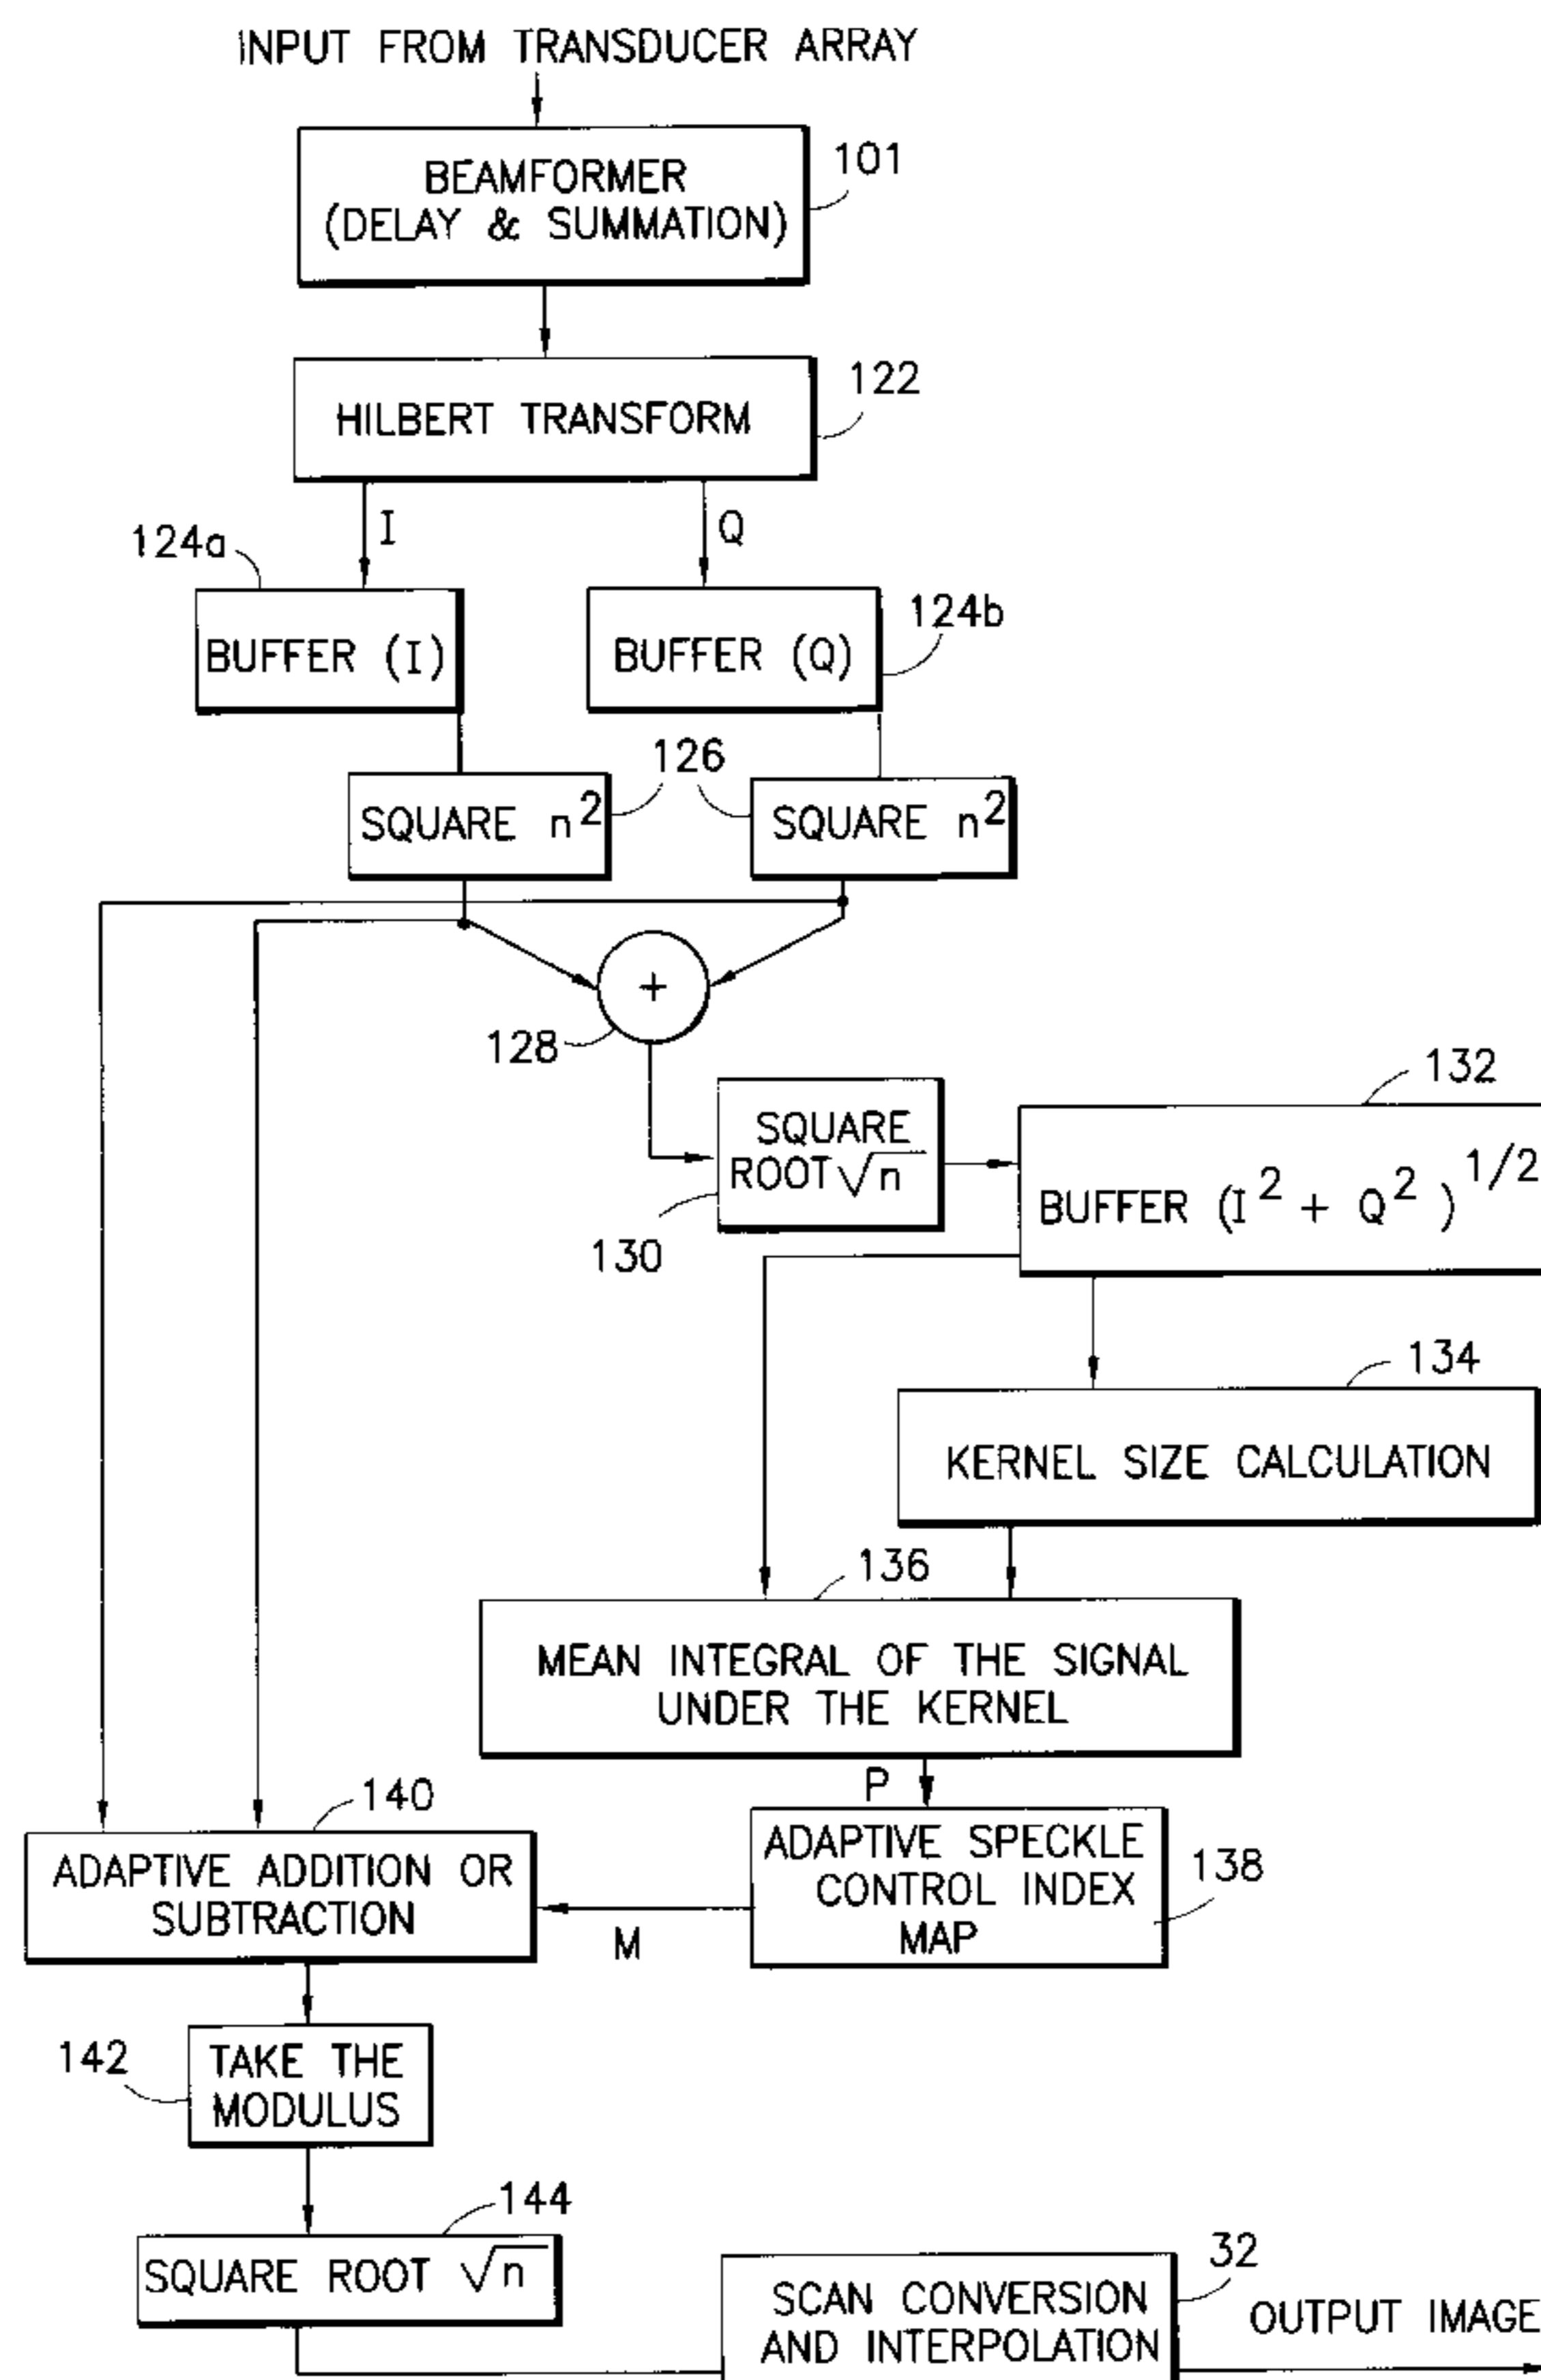 INPUT FROM TRANSDUCER ARRAY
BEAMFORMER
(DELAY & SUMMATION)
101
HILBERT TRANSFORM
122
I
Q
124a
BUFFER (I)
BUFFER (Q)
124b
SQUARE n²
126
SQUARE n²
+
128
SQUARE
ROOT √n
130
132
BUFFER (I² + Q²)^1/2
134
KERNEL SIZE CALCULATION
136
MEAN INTEGRAL OF THE SIGNAL
UNDER THE KERNEL
P
140
ADAPTIVE ADDITION OR
SUBTRACTION
M
ADAPTIVE SPECKLE
CONTROL INDEX
MAP
138
142
TAKE THE
MODULUS
144
SQUARE ROOT √n
32
SCAN CONVERSION
AND INTERPOLATION
OUTPUT IMAGE